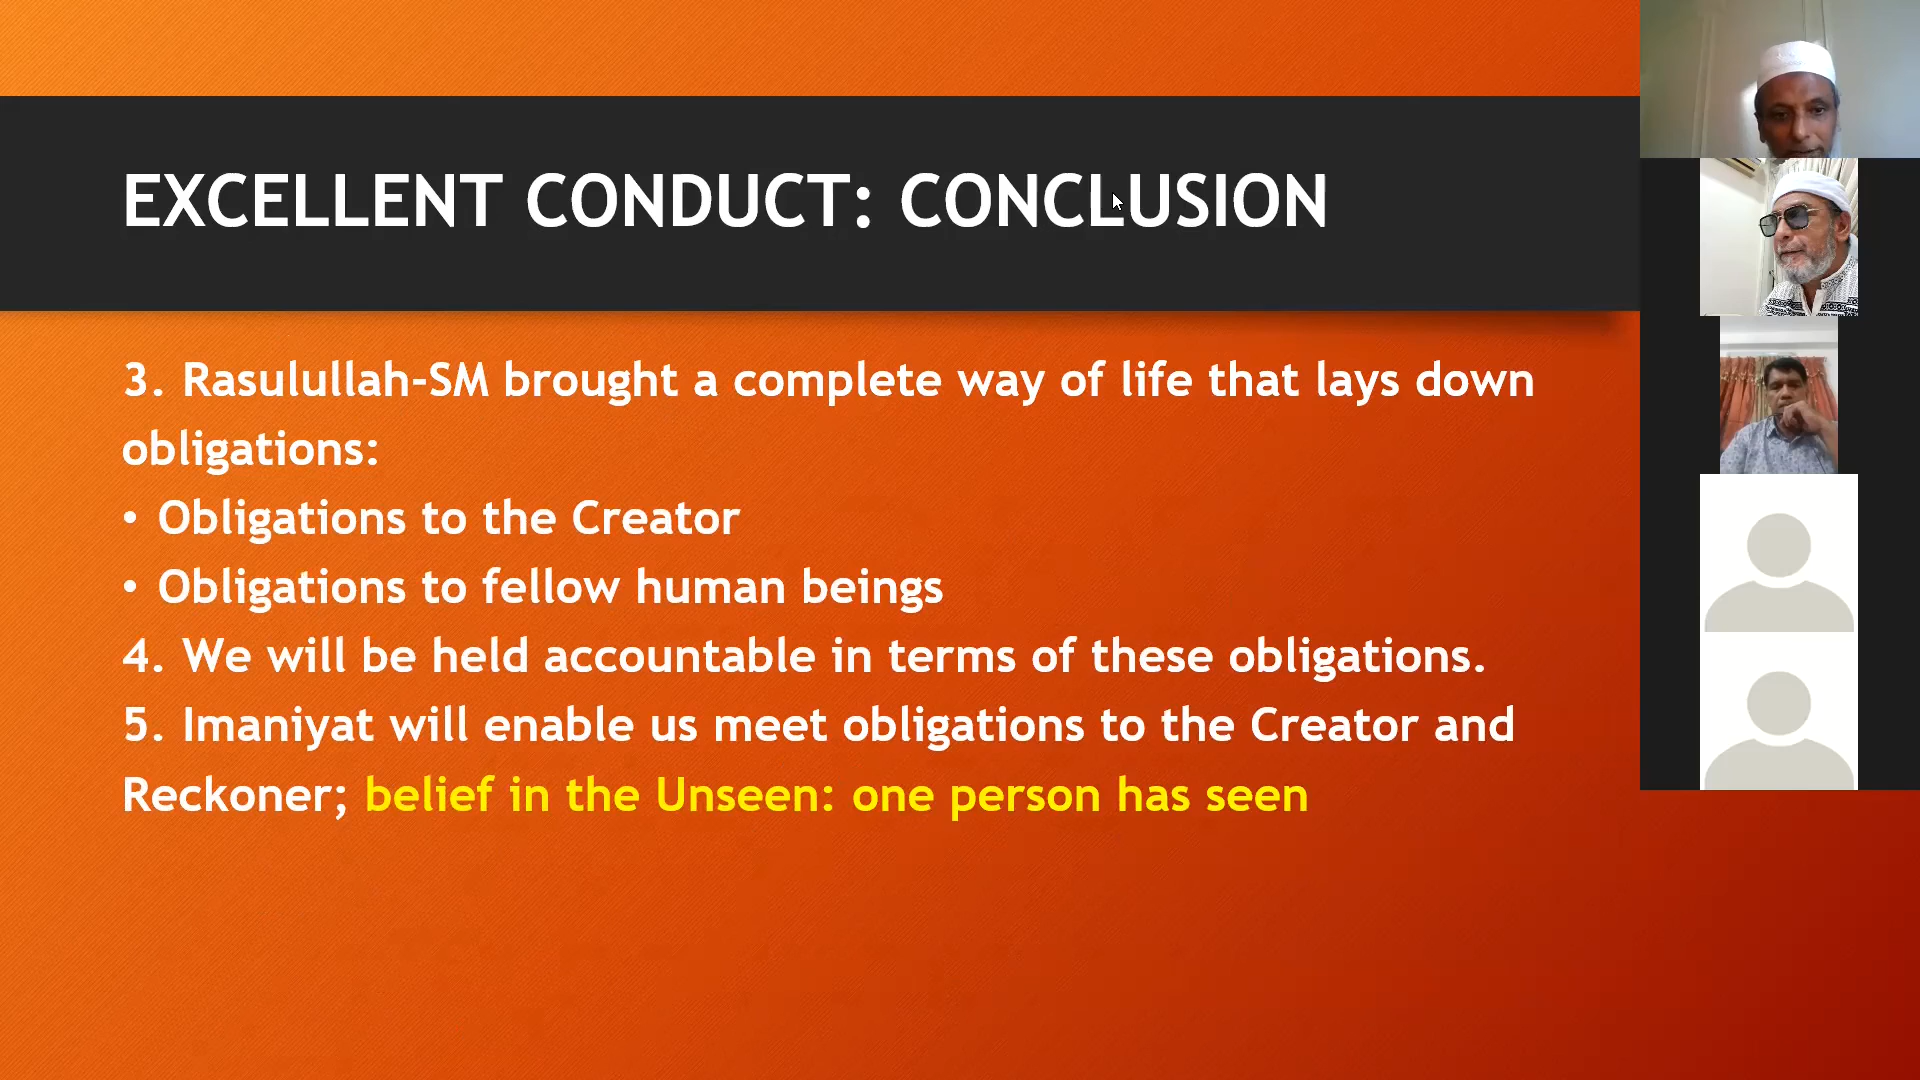 EXCELLENT CONDUCT: CONCLUSION
3. Rasulullah-SM brought a complete way of life that lays down
obligations:
• Obligations to the Creator
• Obligations to fellow human beings
4. We will be held accountable in terms of these obligations.
5. Imaniyat will enable us meet obligations to the Creator and
Reckoner; belief in the Unseen: one person has seen